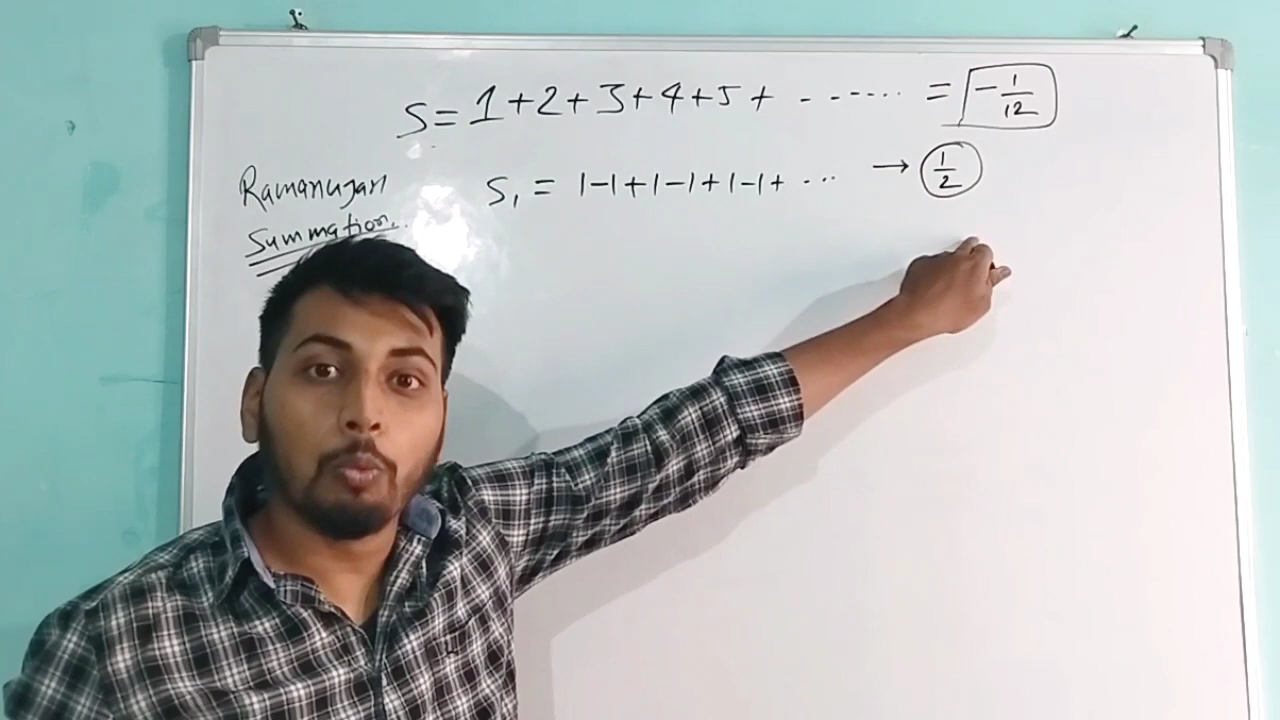 S = 1 + 2 + 3 + 4 + 5 + - ------ = -1/12
Ramanujan
Summation.
S₁ = 1-1+1-1+1-1+ ... → 1/2